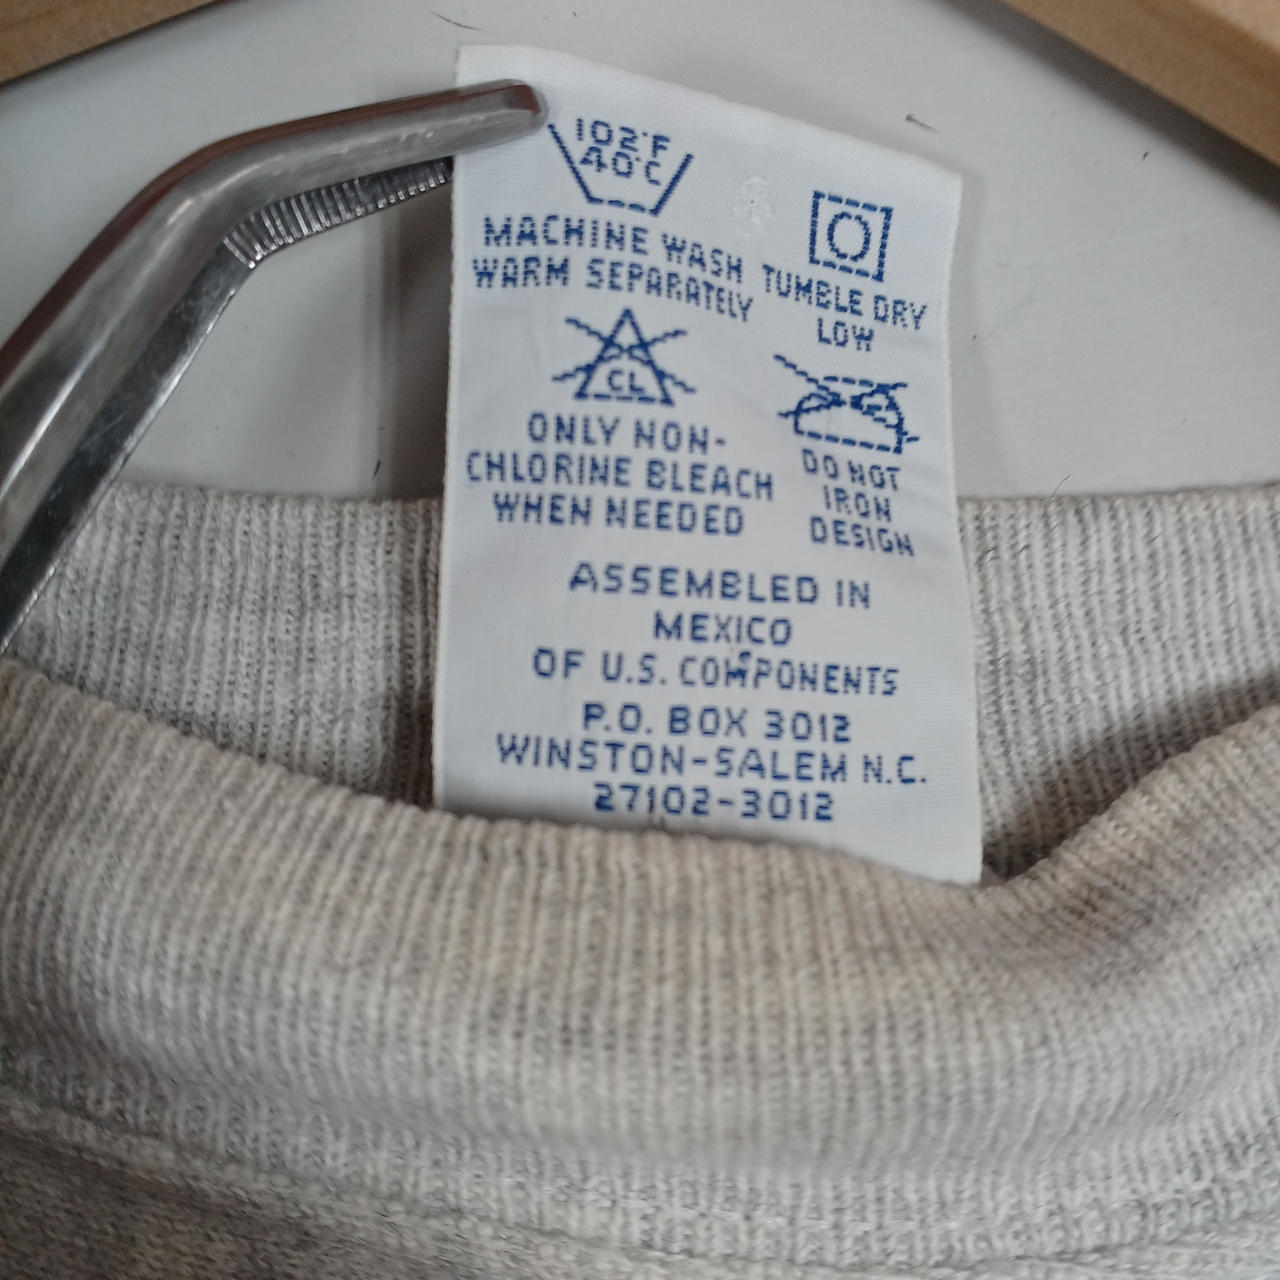 102°F
40°C
MACHINE WASH
WARM SEPARATELY
TUMBLE DRY
LOW
CL
ONLY NON-
CHLORINE BLEACH
WHEN NEEDED
DO NOT
IRON
DESIGN
ASSEMBLED IN
MEXICO
OF U.S. COMPONENTS
P.O. BOX 3012
WINSTON-SALEM N.C.
27102-3012